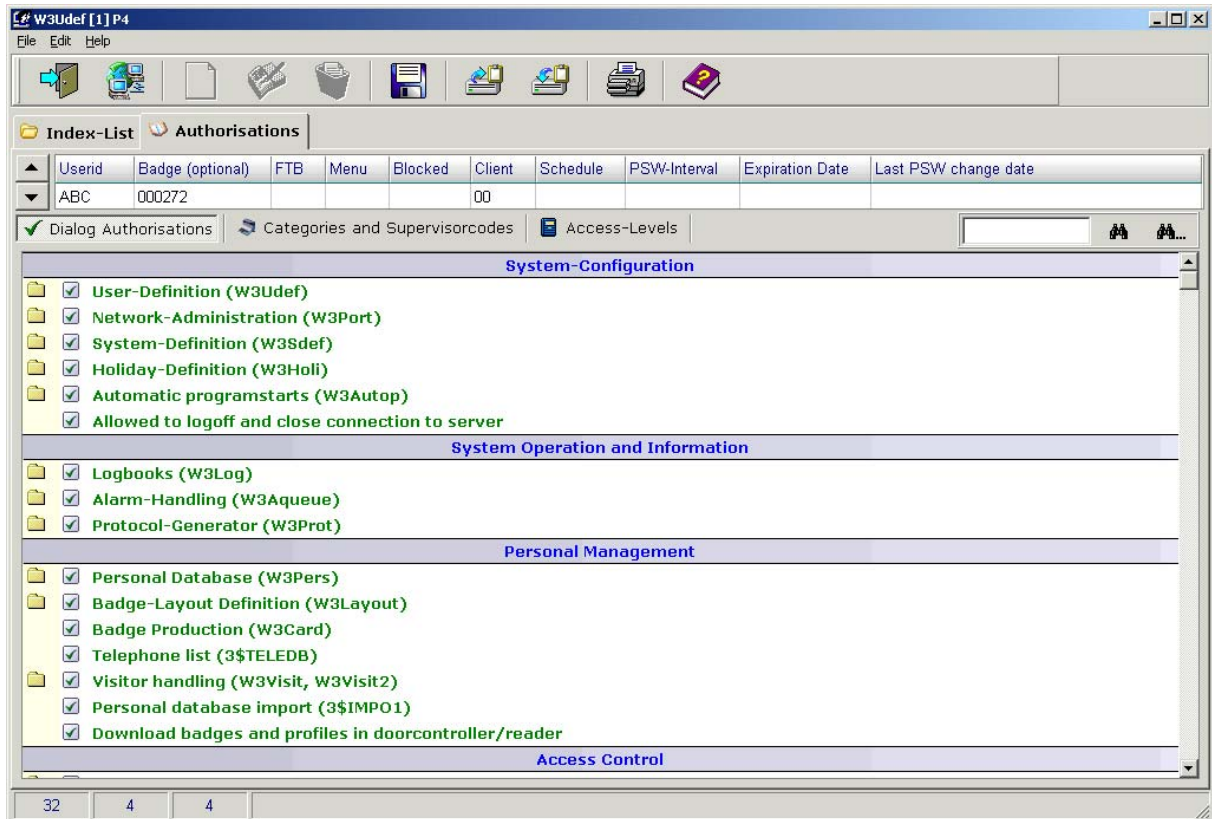 W3Udef [1] P4
File Edit Help
Index-List Authorisations
Userid Badge (optional) FTB Menu Blocked Client Schedule PSW-Interval Expiration Date Last PSW change date
ABC 000272 00
Dialog Authorisations Categories and Supervisorcodes Access-Levels ...
System-Configuration
User-Definition (W3Udef)
Network-Administration (W3Port)
System-Definition (W3Sdef)
Holiday-Definition (W3Holi)
Automatic programstarts (W3Autop)
Allowed to logoff and close connection to server
System Operation and Information
Logbooks (W3Log)
Alarm-Handling (W3Aqueue)
Protocol-Generator (W3Prot)
Personal Management
Personal Database (W3Pers)
Badge-Layout Definition (W3Layout)
Badge Production (W3Card)
Telephone list (3$TELEDB)
Visitor handling (W3Visit, W3Visit2)
Personal database import (3$IMPO1)
Download badges and profiles in doorcontroller/reader
Access Control
32 4 4